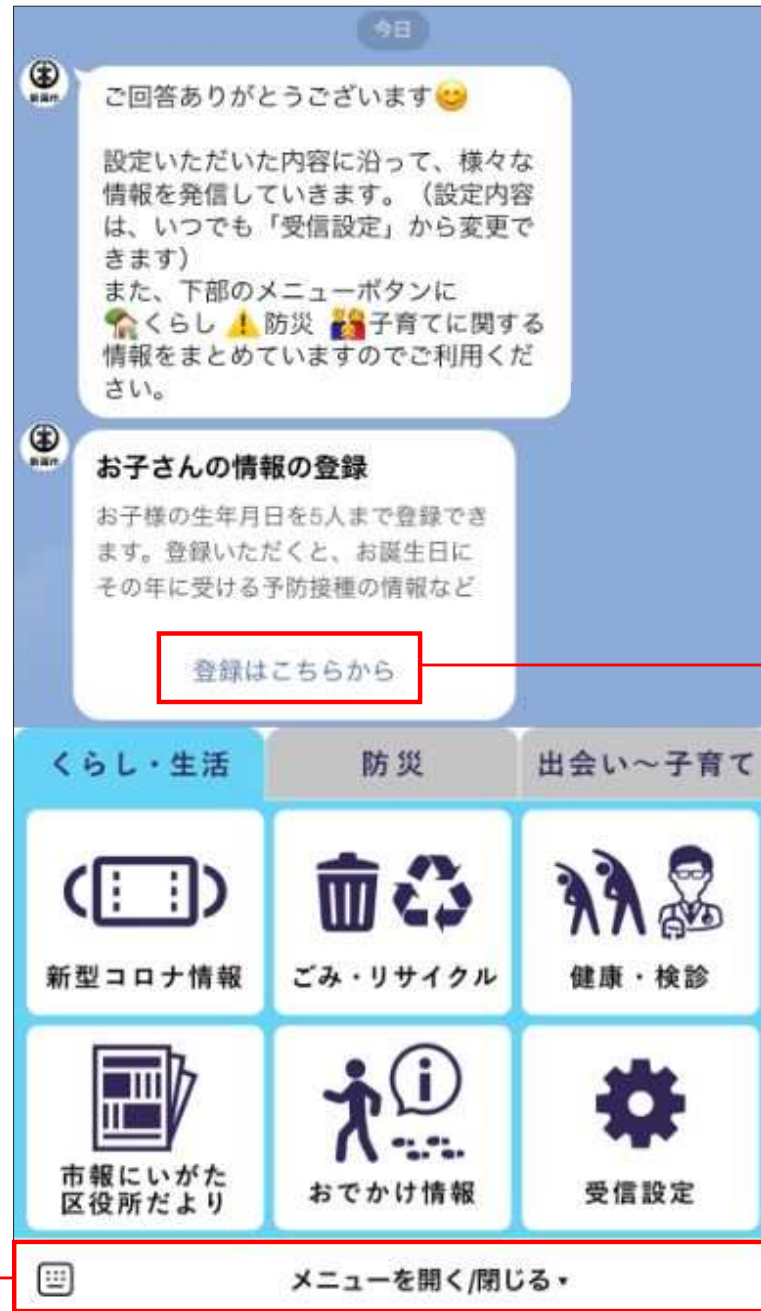 今日
ご回答ありがとうございます😊
設定いただいた内容に沿って、様々な
情報を発信していきます。（設定内容
は、いつでも「受信設定」から変更で
きます）
また、下部のメニューボタンに
🏡くらし ⚠️防災 👪子育てに関する
情報をまとめていますのでご利用くだ
さい。
お子さんの情報の登録
お子様の生年月日を5人まで登録でき
ます。登録いただくと、お誕生日に
その年に受ける予防接種の情報など
登録はこちらから
くらし・生活
防災
出会い～子育て
新型コロナ情報
ごみ・リサイクル
健康・検診
市報にいがた
区役所だより
おでかけ情報
受信設定
メニューを開く/閉じる▾